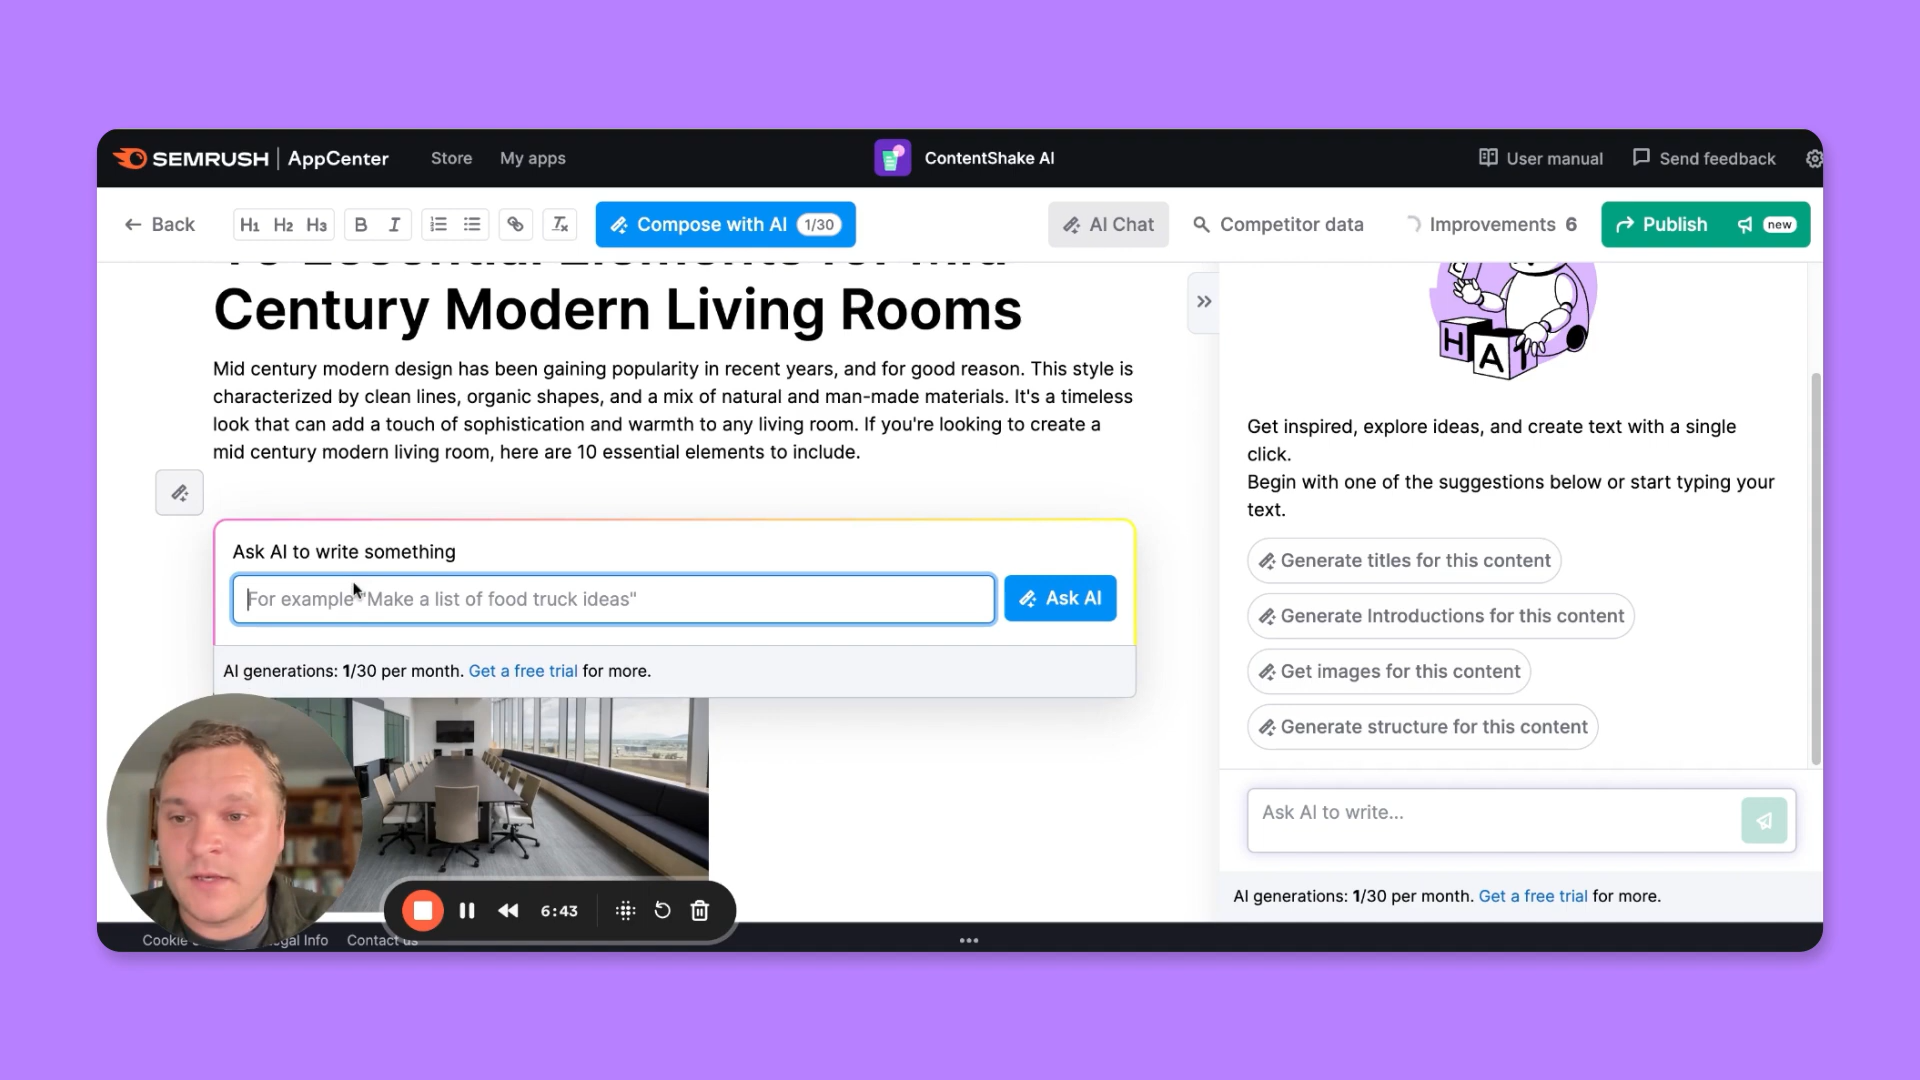 SEMRUSH | AppCenter Store My apps ContentShake AI User manual Send feedback
Back H1 H2 H3 B I Compose with AI 1/30 AI Chat Competitor data Improvements 6 Publish new
10 Essential Elements for Mid
Century Modern Living Rooms
Mid century modern design has been gaining popularity in recent years, and for good reason. This style is
characterized by clean lines, organic shapes, and a mix of natural and man-made materials. It's a timeless
look that can add a touch of sophistication and warmth to any living room. If you're looking to create a
mid century modern living room, here are 10 essential elements to include.
Ask AI to write something
For example "Make a list of food truck ideas"
Ask AI
AI generations: 1/30 per month. Get a free trial for more.
6:43
H A
Get inspired, explore ideas, and create text with a single
click.
Begin with one of the suggestions below or start typing your
text.
Generate titles for this content
Generate Introductions for this content
Get images for this content
Generate structure for this content
Ask AI to write...
AI generations: 1/30 per month. Get a free trial for more.
Cookie Info Contact us